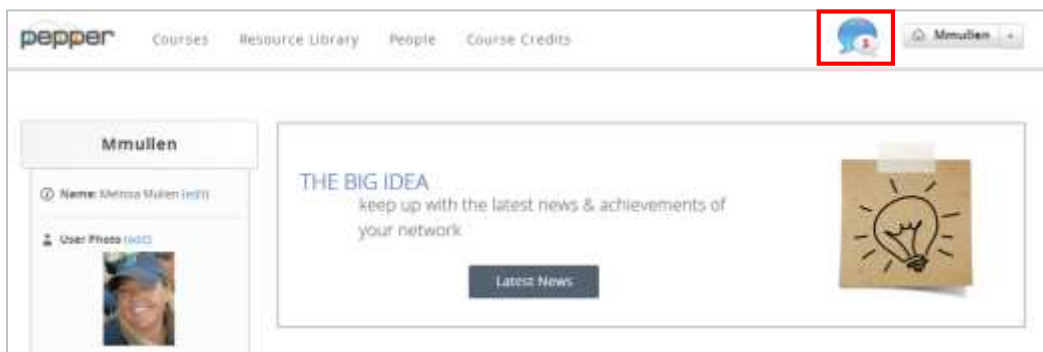 pepper Courses Resource Library People Course Credits Mmullen +
Mmullen
Name: Melissa Mullen (edit)
User Photo (edit)
THE BIG IDEA
keep up with the latest news & achievements of
your network
Latest News